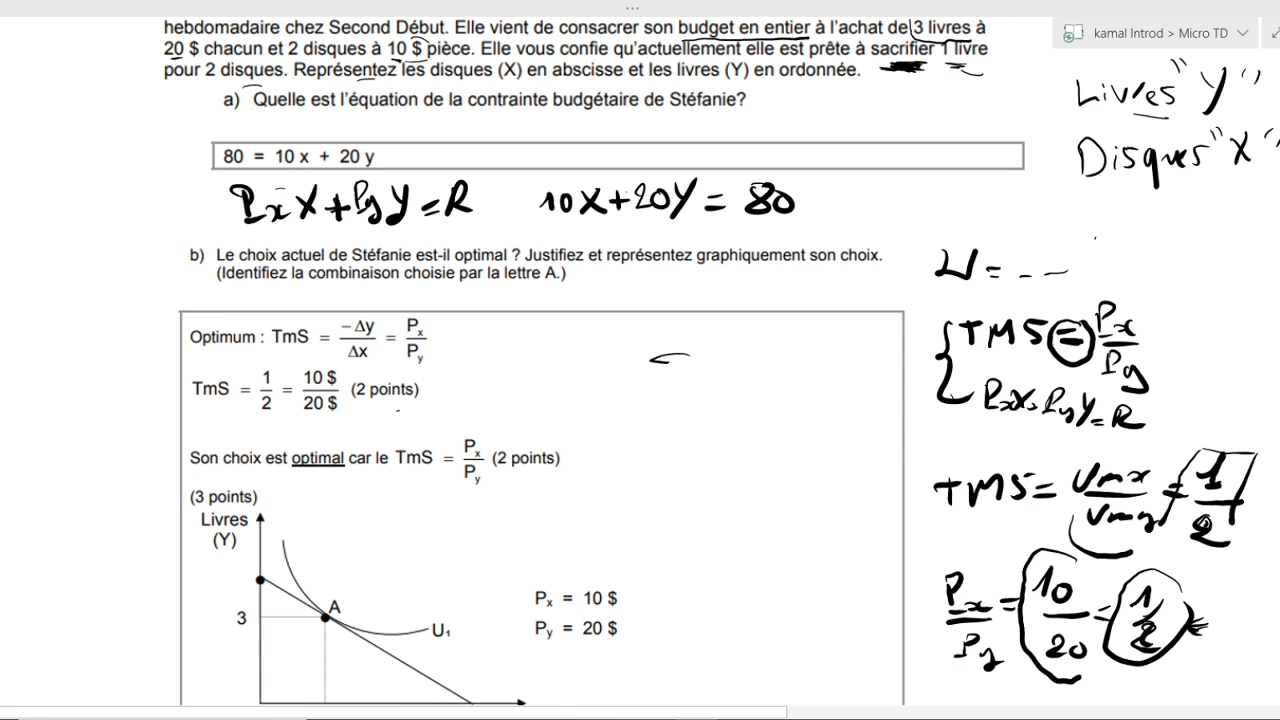 hebdomadaire chez Second Début. Elle vient de consacrer son budget en entier à l'achat de 3 livres à
20 $ chacun et 2 disques à 10 $ pièce. Elle vous confie qu'actuellement elle est prête à sacrifier 1 livre
pour 2 disques. Représentez les disques (X) en abscisse et les livres (Y) en ordonnée.
kamal Introd > Micro TD
Livres "Y"
Disques "X"
a) Quelle est l'équation de la contrainte budgétaire de Stéfanie?
80 = 10 x + 20 y
Px X + Py Y = R 10X + 20Y = 80
b) Le choix actuel de Stéfanie est-il optimal ? Justifiez et représentez graphiquement son choix.
(Identifiez la combinaison choisie par la lettre A.)
Optimum : TmS = −Δy/Δx = Px/Py
TmS = 1/2 = 10 $/20 $ (2 points)
Son choix est optimal car le TmS = Px/Py (2 points)
(3 points)
Livres
(Y)
3
A
U1
Px = 10 $
Py = 20 $
U = - - -
TMS = Px/Py
PxX + PyY = R
TMS = Umx/Umy = 1/2
Px/Py = 10/20 = 1/2